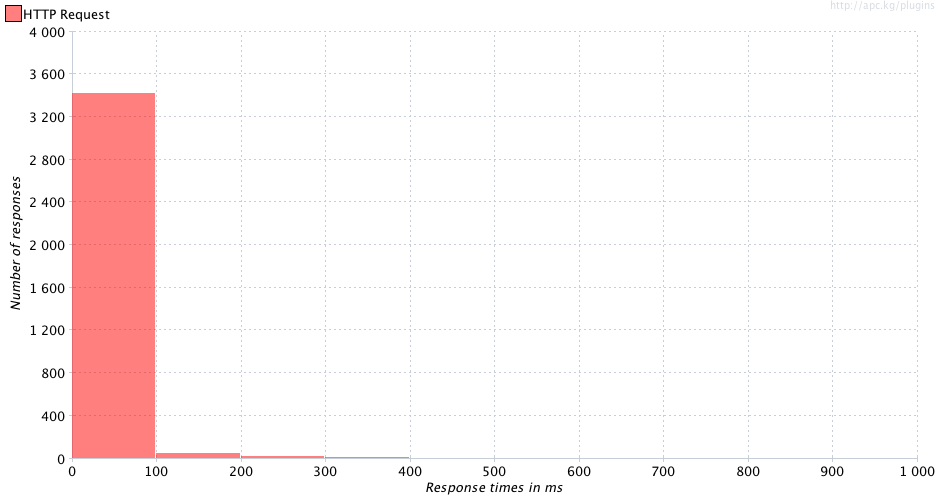 http://apc.kg/plugins
HTTP Request
4 000
3 600
3 200
2 800
2 400
2 000
1 600
1 200
800
400
0
Number of responses
0 100 200 300 400 500 600 700 800 900 1 000
Response times in ms